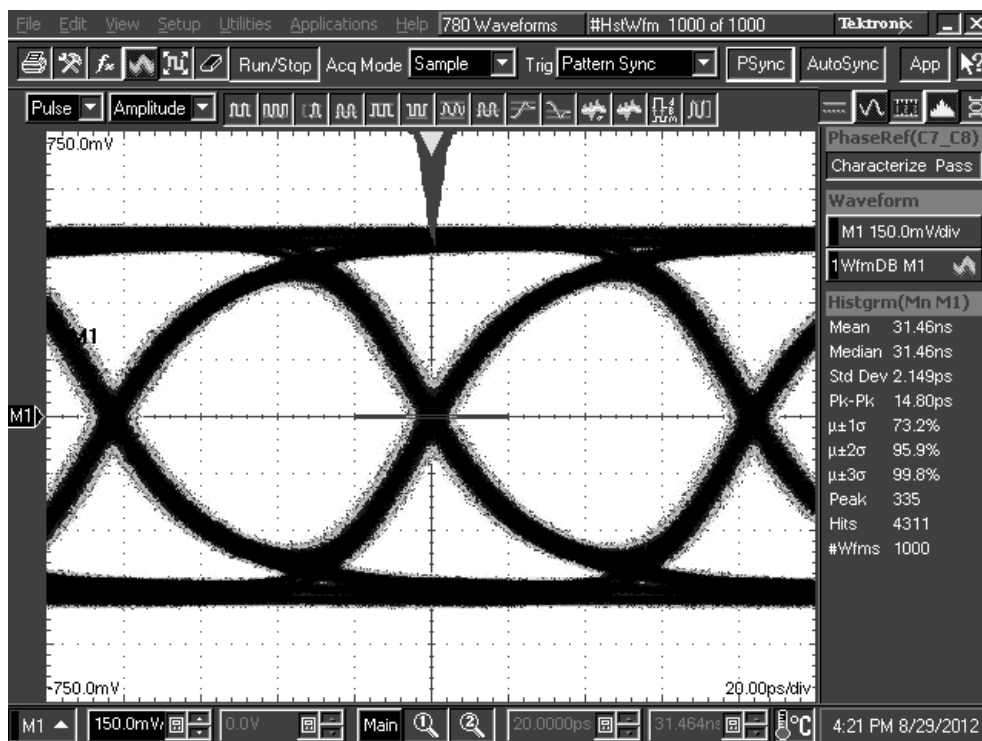 File Edit View Setup Utilities Applications Help 780 Waveforms #HstWfm 1000 of 1000 Tektronix
Run/Stop Acq Mode Sample Trig Pattern Sync PSync AutoSync App
Pulse Amplitude
750.0mV
PhaseRef(C7_C8)
Characterize Pass
Waveform
M1 150.0mV/div
1WfmDB M1
Histgrm(Mn M1)
Mean 31.46ns
Median 31.46ns
Std Dev 2.149ps
Pk-Pk 14.80ps
µ±1σ 73.2%
µ±2σ 95.9%
µ±3σ 99.8%
Peak 335
Hits 4311
#Wfms 1000
M1
M1
-750.0mV 20.00ps/div
M1 150.0mV/ 0.0V Main 1 2 20.0000ps 31.464n °C 4:21 PM 8/29/2012